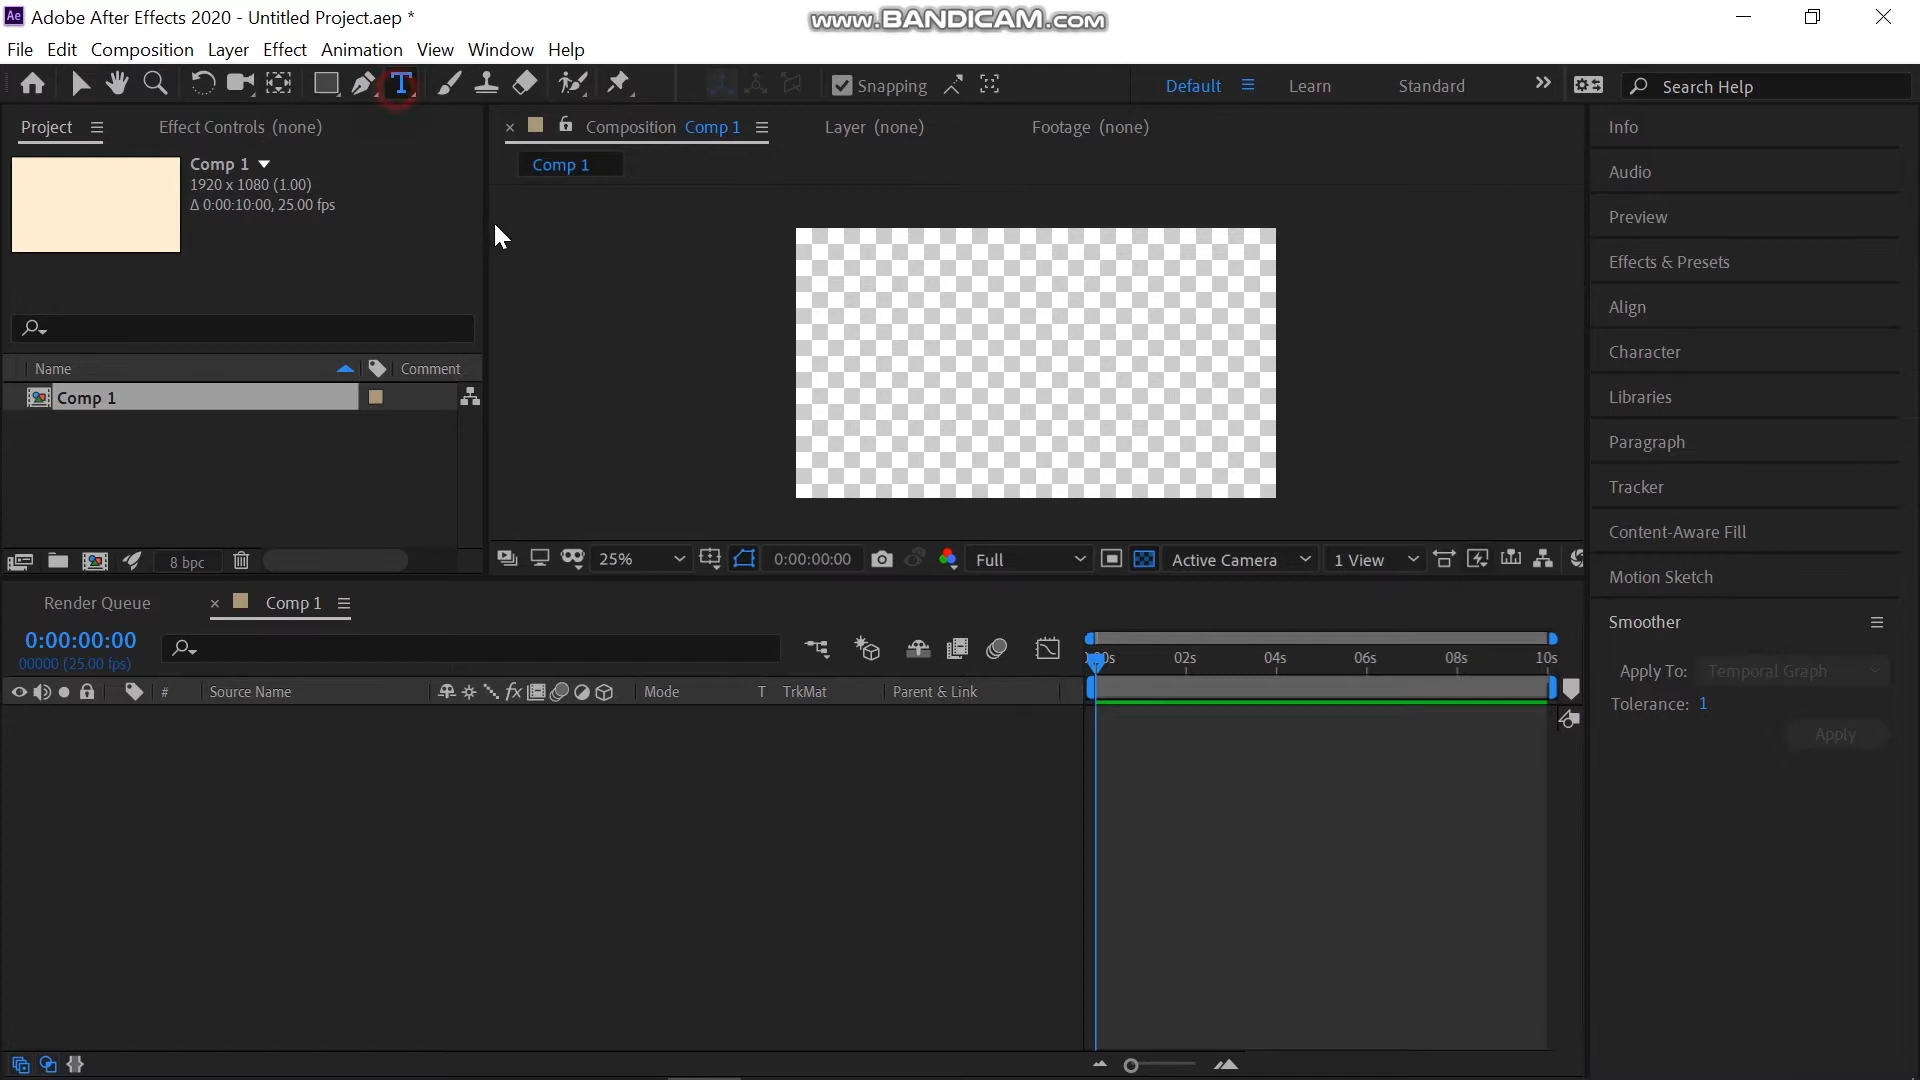 Ae Adobe After Effects 2020 - Untitled Project.aep *
www.BANDICAM.com
File Edit Composition Layer Effect Animation View Window Help
T Snapping Default Learn Standard Search Help
Project Effect Controls (none)
Comp 1
1920 x 1080 (1.00)
Δ 0:00:10:00, 25.00 fps
Name Comment
Comp 1
8 bpc
Composition Comp 1 Layer (none) Footage (none)
Comp 1
25% 0:00:00:00 Full Active Camera 1 View
Info
Audio
Preview
Effects & Presets
Align
Character
Libraries
Paragraph
Tracker
Content-Aware Fill
Motion Sketch
Smoother
Apply To: Temporal Graph
Tolerance: 1
Apply
Render Queue Comp 1
0:00:00:00
00000 (25.00 fps)
# Source Name fx Mode T TrkMat Parent & Link
02s 04s 06s 08s 10s